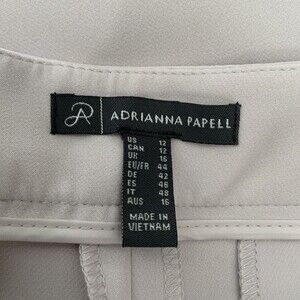 ADRIANNA PAPELL
US 12
CAN 12
UK 16
EU/FR 44
DE 42
ES 46
IT 48
AUS 16
MADE IN
VIETNAM